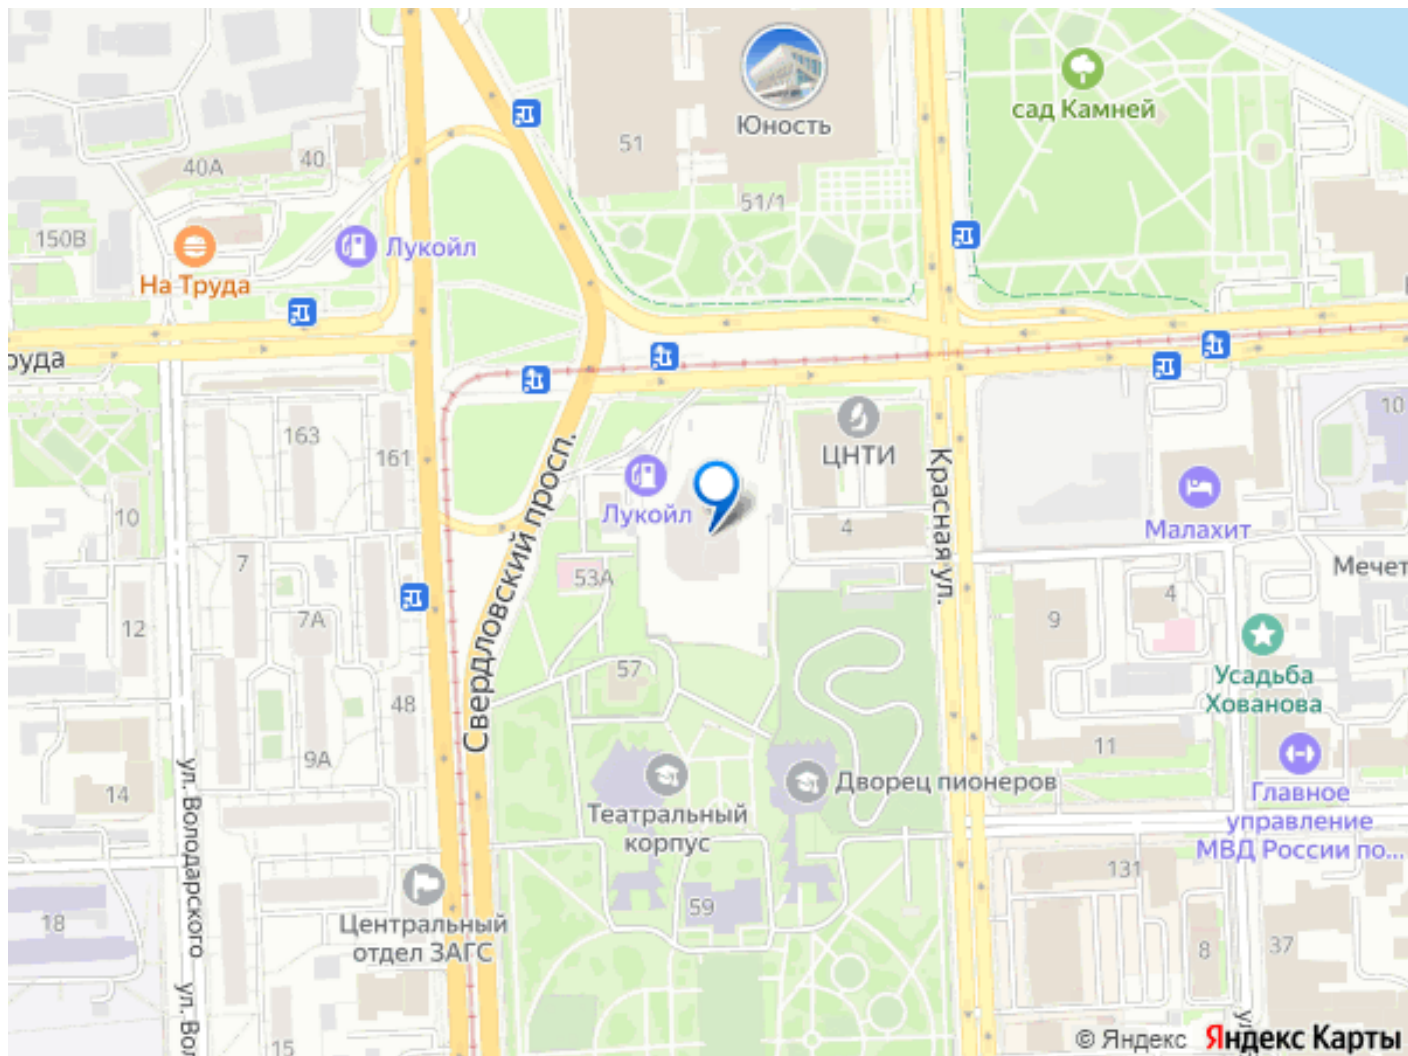 Юность
сад Камней
51
40А
40
51/1
150В
Лукойл
На Труда
руда
163
161
10
ЦНТИ
Красная ул.
Малахит
10
Лукойл
4
Свердловский просп.
7
53А
7А
12
57
48
9А
14
ул. Володарского
Мечет
9
4
Усадьба
Хованова
11
Театральный
корпус
Дворец пионеров
Главное
управление
МВД России по...
131
59
18
Центральный
отдел ЗАГС
8
37
ул. Вол
15
© Яндекс Яндекс Карты